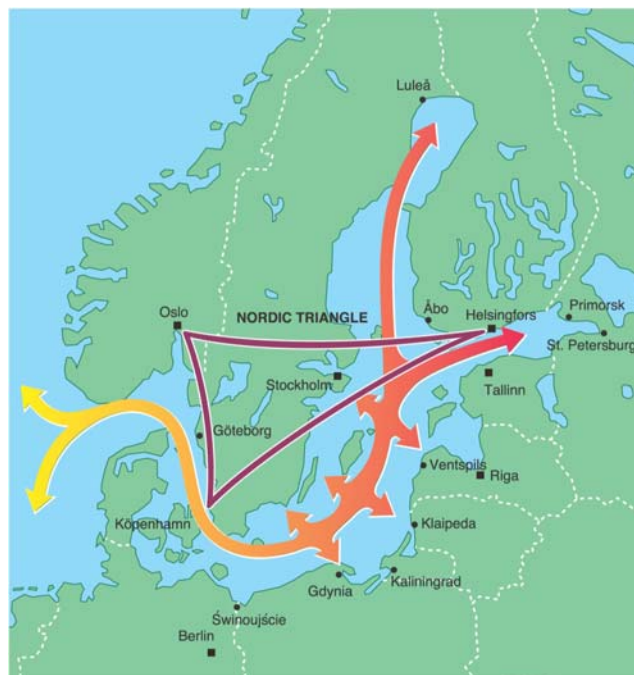 Luleå
Oslo
NORDIC TRIANGLE
Åbo
Helsingfors
Primorsk
St. Petersburg
Stockholm
Tallinn
Göteborg
Ventspils
Riga
Köpenhamn
Klaipeda
Gdynia
Kaliningrad
Świnoujście
Berlin